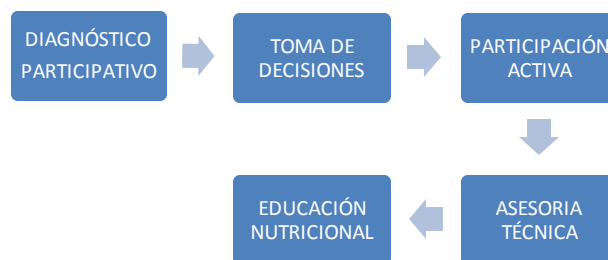 DIAGNÓSTICO
PARTICIPATIVO
TOMA DE
DECISIONES
PARTICIPACIÓN
ACTIVA
ASESORIA
TÉCNICA
EDUCACIÓN
NUTRICIONAL